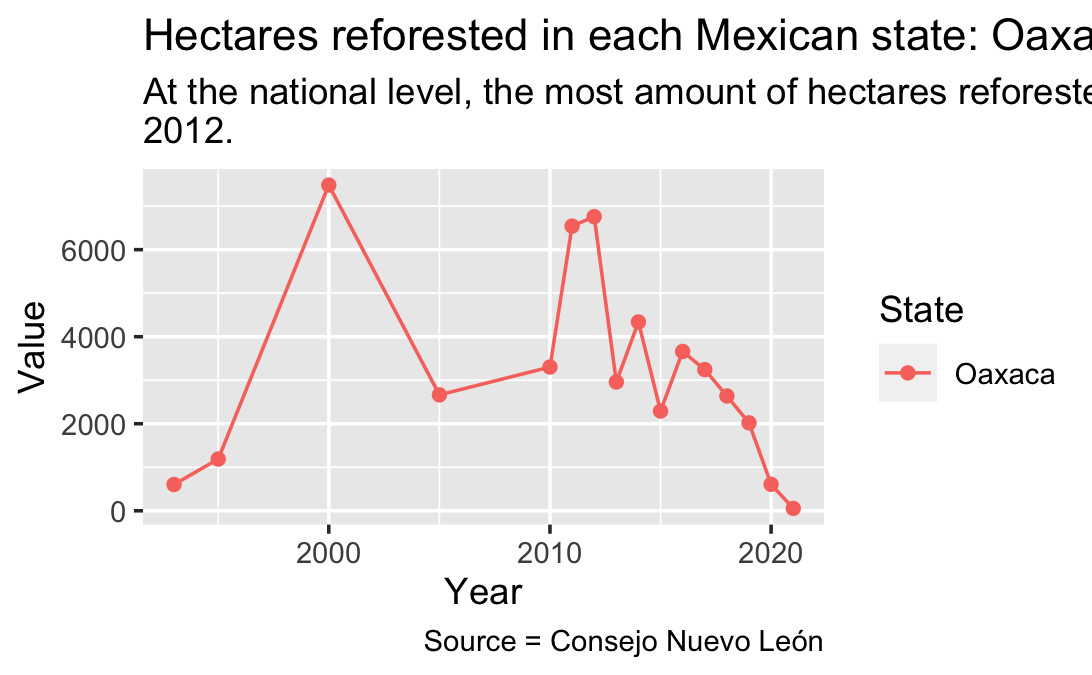 Hectares reforested in each Mexican state: Oaxa
At the national level, the most amount of hectares reforeste
2012.
6000
4000
2000
0
Value
2000 2010 2020
Year
State
Oaxaca
Source = Consejo Nuevo León